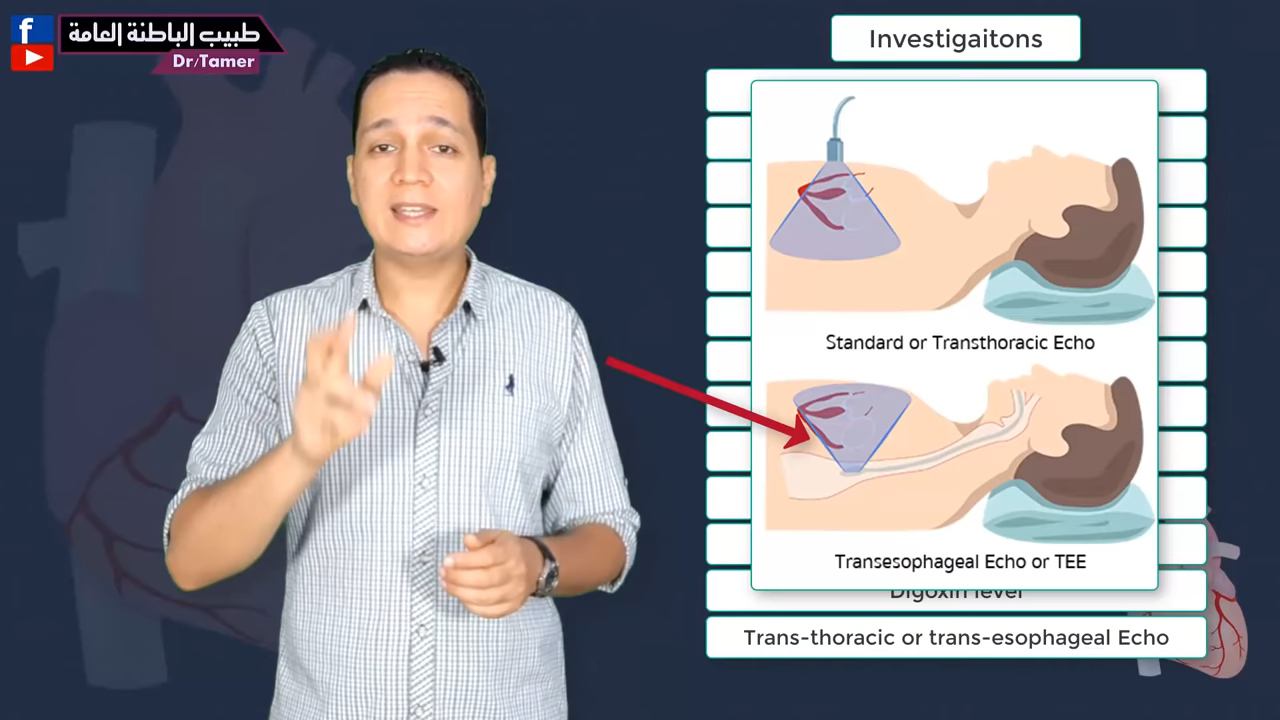 f
طبيب الباطنة العامة
Dr/Tamer
Investigaitons
Standard or Transthoracic Echo
Transesophageal Echo or TEE
Digoxin level
Trans-thoracic or trans-esophageal Echo